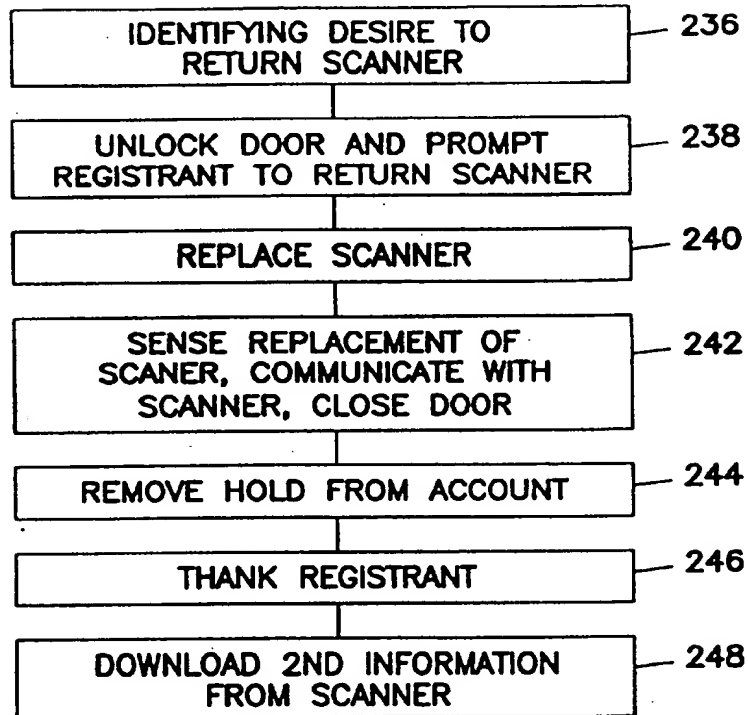 IDENTIFYING DESIRE TO
RETURN SCANNER
236
UNLOCK DOOR AND PROMPT
REGISTRANT TO RETURN SCANNER
238
REPLACE SCANNER
240
SENSE REPLACEMENT OF
SCANER, COMMUNICATE WITH
SCANNER, CLOSE DOOR
242
REMOVE HOLD FROM ACCOUNT
244
THANK REGISTRANT
246
DOWNLOAD 2ND INFORMATION
FROM SCANNER
248